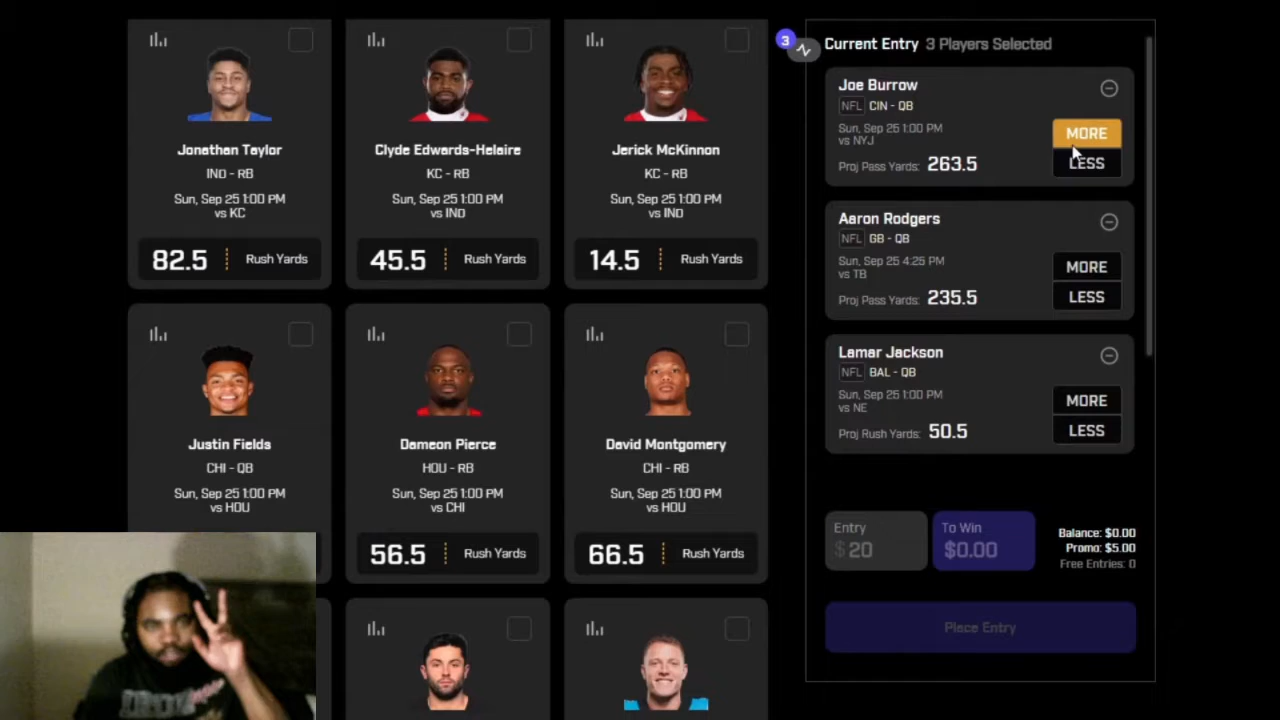 Jonathan Taylor
IND - RB
Sun, Sep 25 1:00 PM
vs KC
82.5
Rush Yards
Clyde Edwards-Helaire
KC - RB
Sun, Sep 25 1:00 PM
vs IND
45.5
Rush Yards
Jerick McKinnon
KC - RB
Sun, Sep 25 1:00 PM
vs IND
14.5
Rush Yards
Justin Fields
CHI - QB
Sun, Sep 25 1:00 PM
vs HOU
Dameon Pierce
HOU - RB
Sun, Sep 25 1:00 PM
vs CHI
56.5
Rush Yards
David Montgomery
CHI - RB
Sun, Sep 25 1:00 PM
vs HOU
66.5
Rush Yards
3
Current Entry 3 Players Selected
Joe Burrow
NFL CIN - QB
Sun, Sep 25 1:00 PM
vs NYJ
Proj Pass Yards: 263.5
MORE
LESS
Aaron Rodgers
NFL GB - QB
Sun, Sep 25 4:25 PM
vs TB
Proj Pass Yards: 235.5
MORE
LESS
Lamar Jackson
NFL BAL - QB
Sun, Sep 25 1:00 PM
vs NE
Proj Rush Yards: 50.5
MORE
LESS
Entry
$20
To Win
$0.00
Balance: $0.00
Promo: $5.00
Free Entries: 0
Place Entry